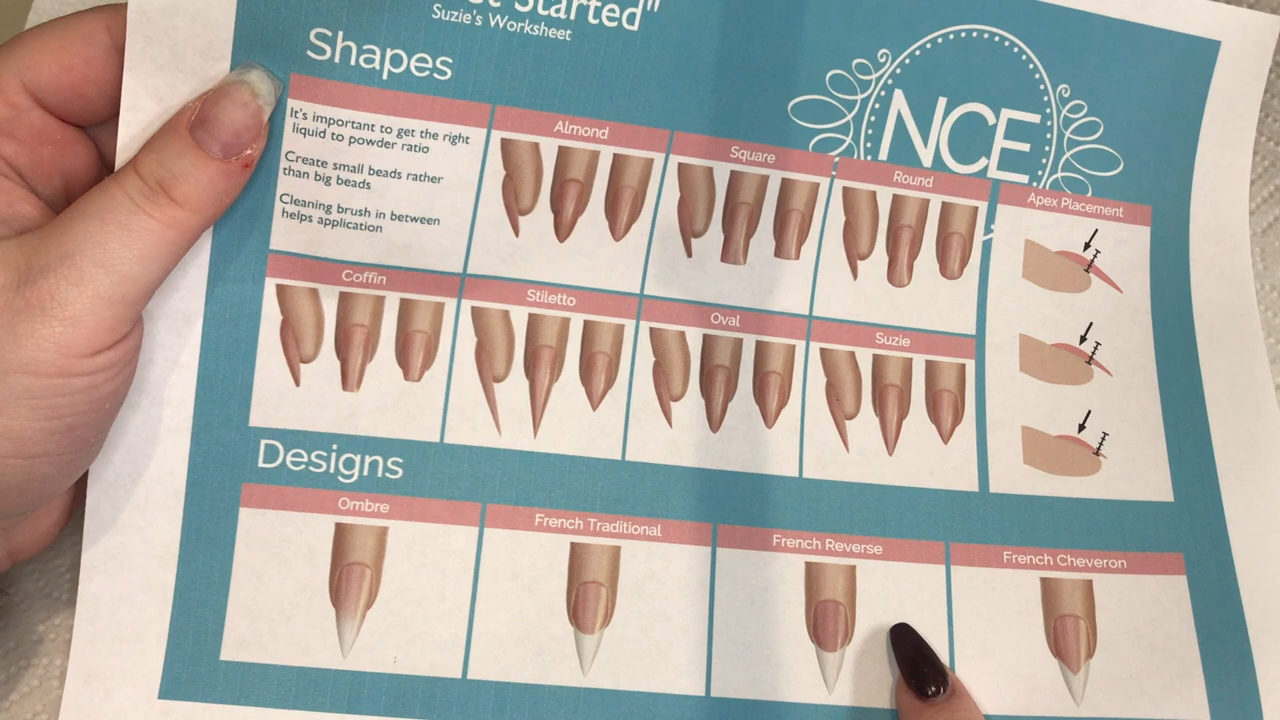 Started"
Suzie's Worksheet
NCE
Shapes
It's important to get the right
liquid to powder ratio
Create small beads rather
than big beads
Cleaning brush in between
helps application
Almond
Square
Round
Apex Placement
Coffin
Stiletto
Oval
Suzie
Designs
Ombre
French Traditional
French Reverse
French Cheveron